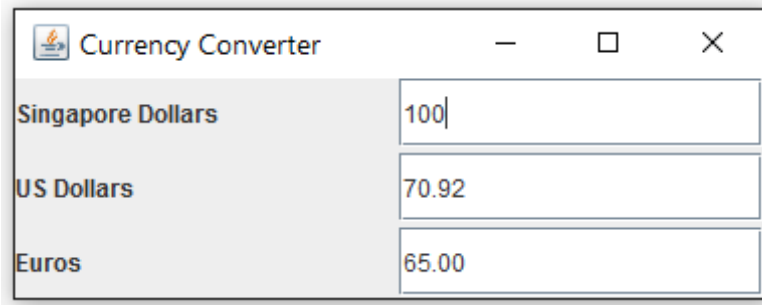 Currency Converter
Singapore Dollars 100
US Dollars 70.92
Euros 65.00